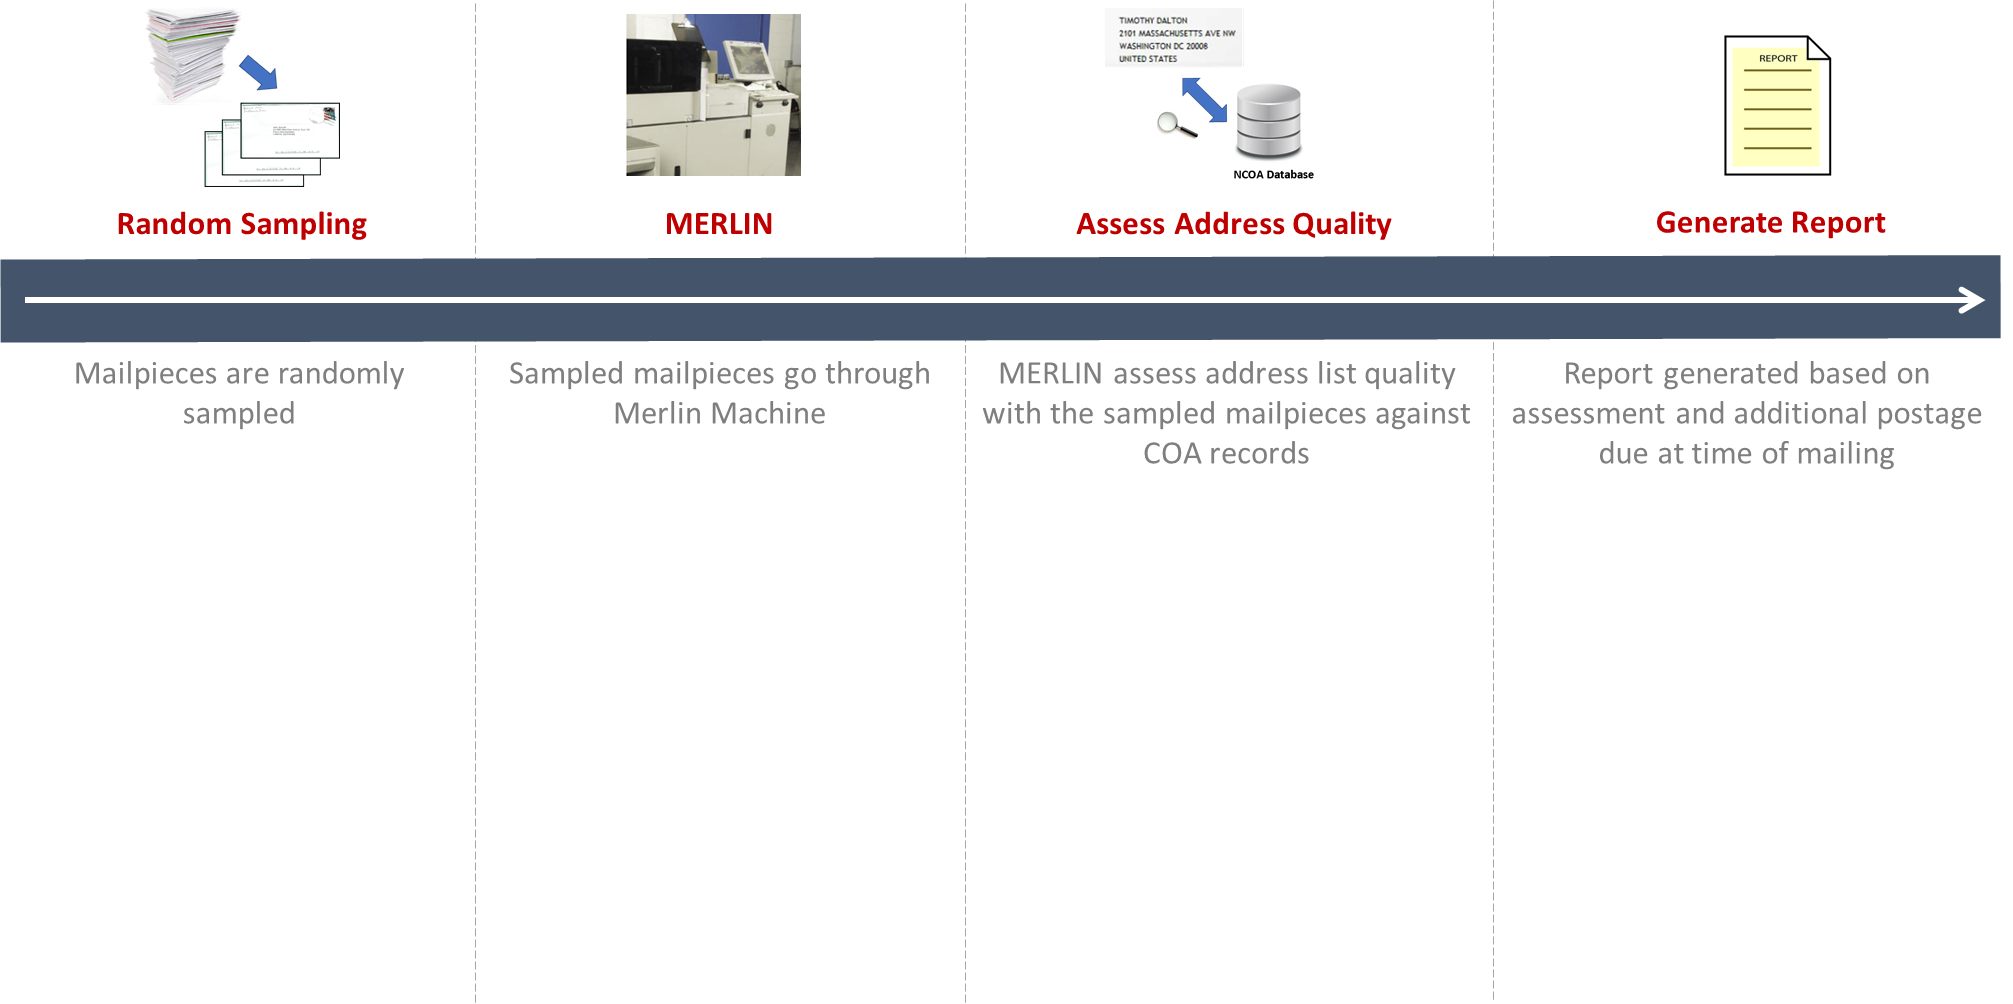 TIMOTHY DALTON
2101 MASSACHUSETTS AVE NW
WASHINGTON DC 20008
UNITED STATES
NCOA Database
REPORT
Random Sampling
MERLIN
Assess Address Quality
Generate Report
Mailpieces are randomly
sampled
Sampled mailpieces go through
Merlin Machine
MERLIN assess address list quality
with the sampled mailpieces against
COA records
Report generated based on
assessment and additional postage
due at time of mailing